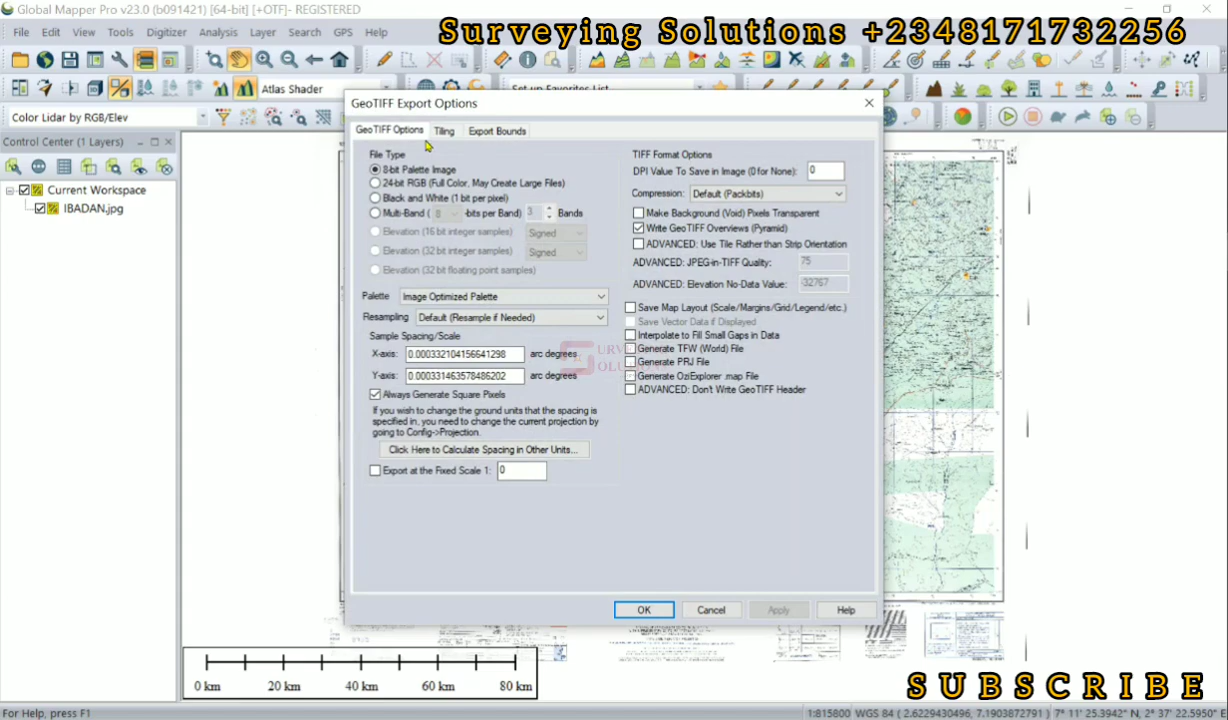 Global Mapper Pro v23.0 (b091421) [64-bit] [+OTF] - REGISTERED
Surveying Solutions +2348171732256
File Edit View Tools Digitizer Analysis Layer Search GPS Help
Atlas Shader
Set-up Favorites List...
Color Lidar by RGB/Elev
Control Center (1 Layers)
Current Workspace
IBADAN.jpg
GeoTIFF Export Options
GeoTIFF Options Tiling Export Bounds
File Type
8-bit Palette Image
24-bit RGB (Full Color, May Create Large Files)
Black and White (1 bit per pixel)
Multi-Band ( 8 -bits per Band) 3 Bands
Elevation (16 bit integer samples) Signed
Elevation (32 bit integer samples) Signed
Elevation (32 bit floating point samples)
Palette Image Optimized Palette
Resampling Default (Resample if Needed)
Sample Spacing/Scale
X-axis: 0.000332104156641298 arc degrees
Y-axis: 0.000331463578486202 arc degrees
Always Generate Square Pixels
If you wish to change the ground units that the spacing is
specified in, you need to change the current projection by
going to Config->Projection.
Click Here to Calculate Spacing in Other Units...
Export at the Fixed Scale 1: 0
TIFF Format Options
DPI Value To Save in Image (0 for None): 0
Compression: Default (Packbits)
Make Background (Void) Pixels Transparent
Write GeoTIFF Overviews (Pyramid)
ADVANCED: Use Tile Rather than Strip Orientation
ADVANCED: JPEG-in-TIFF Quality: 75
ADVANCED: Elevation No-Data Value: -32767
Save Map Layout (Scale/Margins/Grid/Legend/etc.)
Save Vector Data if Displayed
Interpolate to Fill Small Gaps in Data
Generate TFW (World) File
Generate PRJ File
Generate OziExplorer .map File
ADVANCED: Don't Write GeoTIFF Header
OK Cancel Apply Help
0 km 20 km 40 km 60 km 80 km
SUBSCRIBE
For Help, press F1
1:815800 WGS 84 ( 2.6229430496, 7.1903872791 ) 7° 11' 25.3942" N, 2° 37' 22.5950" E